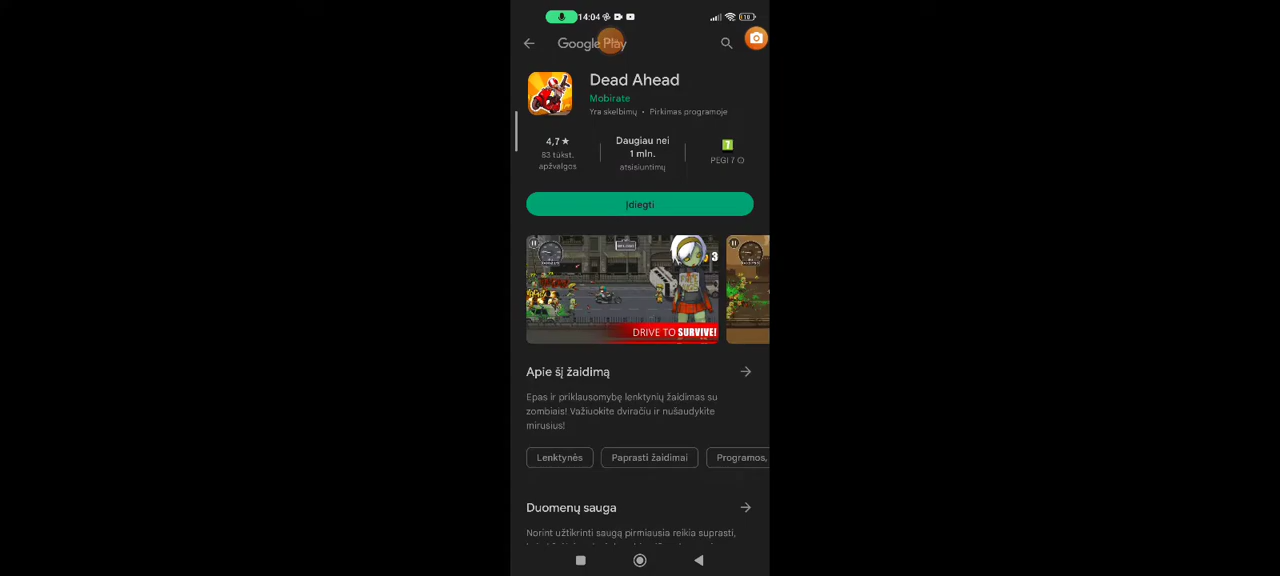 14:04
Google Play
Dead Ahead
Mobirate
Yra skelbimų • Pirkimas programoje
4,7★
83 tūkst.
apžvalgos
Daugiau nei
1 mln.
atsisiuntimų
7
PEGI 7
Įdiegti
3
DRIVE TO SURVIVE!
Apie šį žaidimą
Epas ir priklausomybę lenktynių žaidimas su
zombiais! Važiuokite dviračiu ir nušaudykite
mirusius!
Lenktynės
Paprasti žaidimai
Programos,
Duomenų sauga
Norint užtikrinti saugą pirmiausia reikia suprasti,